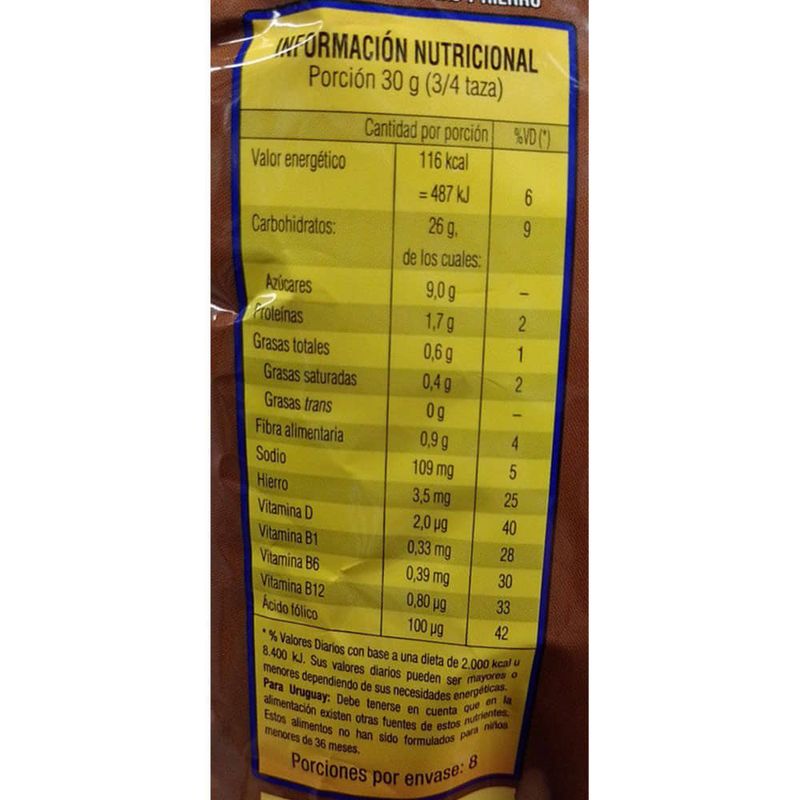 Y HIERRO
INFORMACIÓN NUTRICIONAL
Porción 30 g (3/4 taza)
Cantidad por porción %VD (*)
Valor energético 116 kcal
= 487 kJ 6
Carbohidratos: 26 g, 9
de los cuales:
Azúcares 9,0 g –
Proteínas 1,7 g 2
Grasas totales 0,6 g 1
Grasas saturadas 0,4 g 2
Grasas trans 0 g –
Fibra alimentaria 0,9 g 4
Sodio 109 mg 5
Hierro 3,5 mg 25
Vitamina D 2,0 µg 40
Vitamina B1 0,33 mg 28
Vitamina B6 0,39 mg 30
Vitamina B12 0,80 µg 33
Ácido fólico 100 µg 42
* % Valores Diarios con base a una dieta de 2.000 kcal u
8.400 kJ. Sus valores diarios pueden ser mayores o
menores dependiendo de sus necesidades energéticas.
Para Uruguay: Debe tenerse en cuenta que en la
alimentación existen otras fuentes de estos nutrientes.
Estos alimentos no han sido formulados para niños
menores de 36 meses.
Porciones por envase: 8